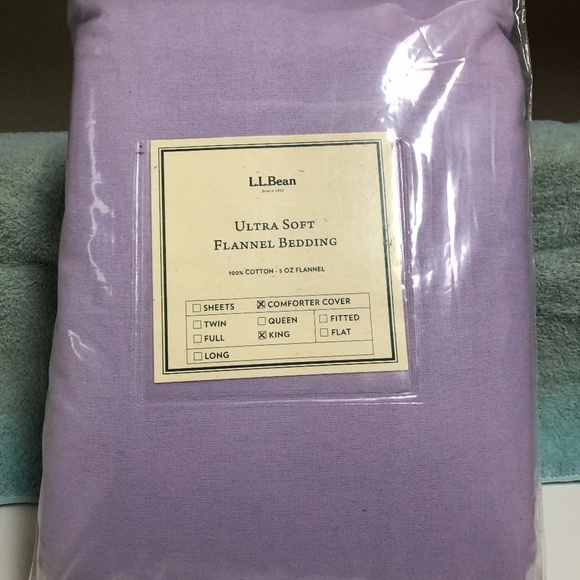 L.L.Bean
Since 1912
ULTRA SOFT
FLANNEL BEDDING
100% COTTON - 5 OZ FLANNEL
☐ SHEETS ☒ COMFORTER COVER
☐ TWIN ☐ QUEEN ☐ FITTED
☐ FULL ☒ KING ☐ FLAT
☐ LONG